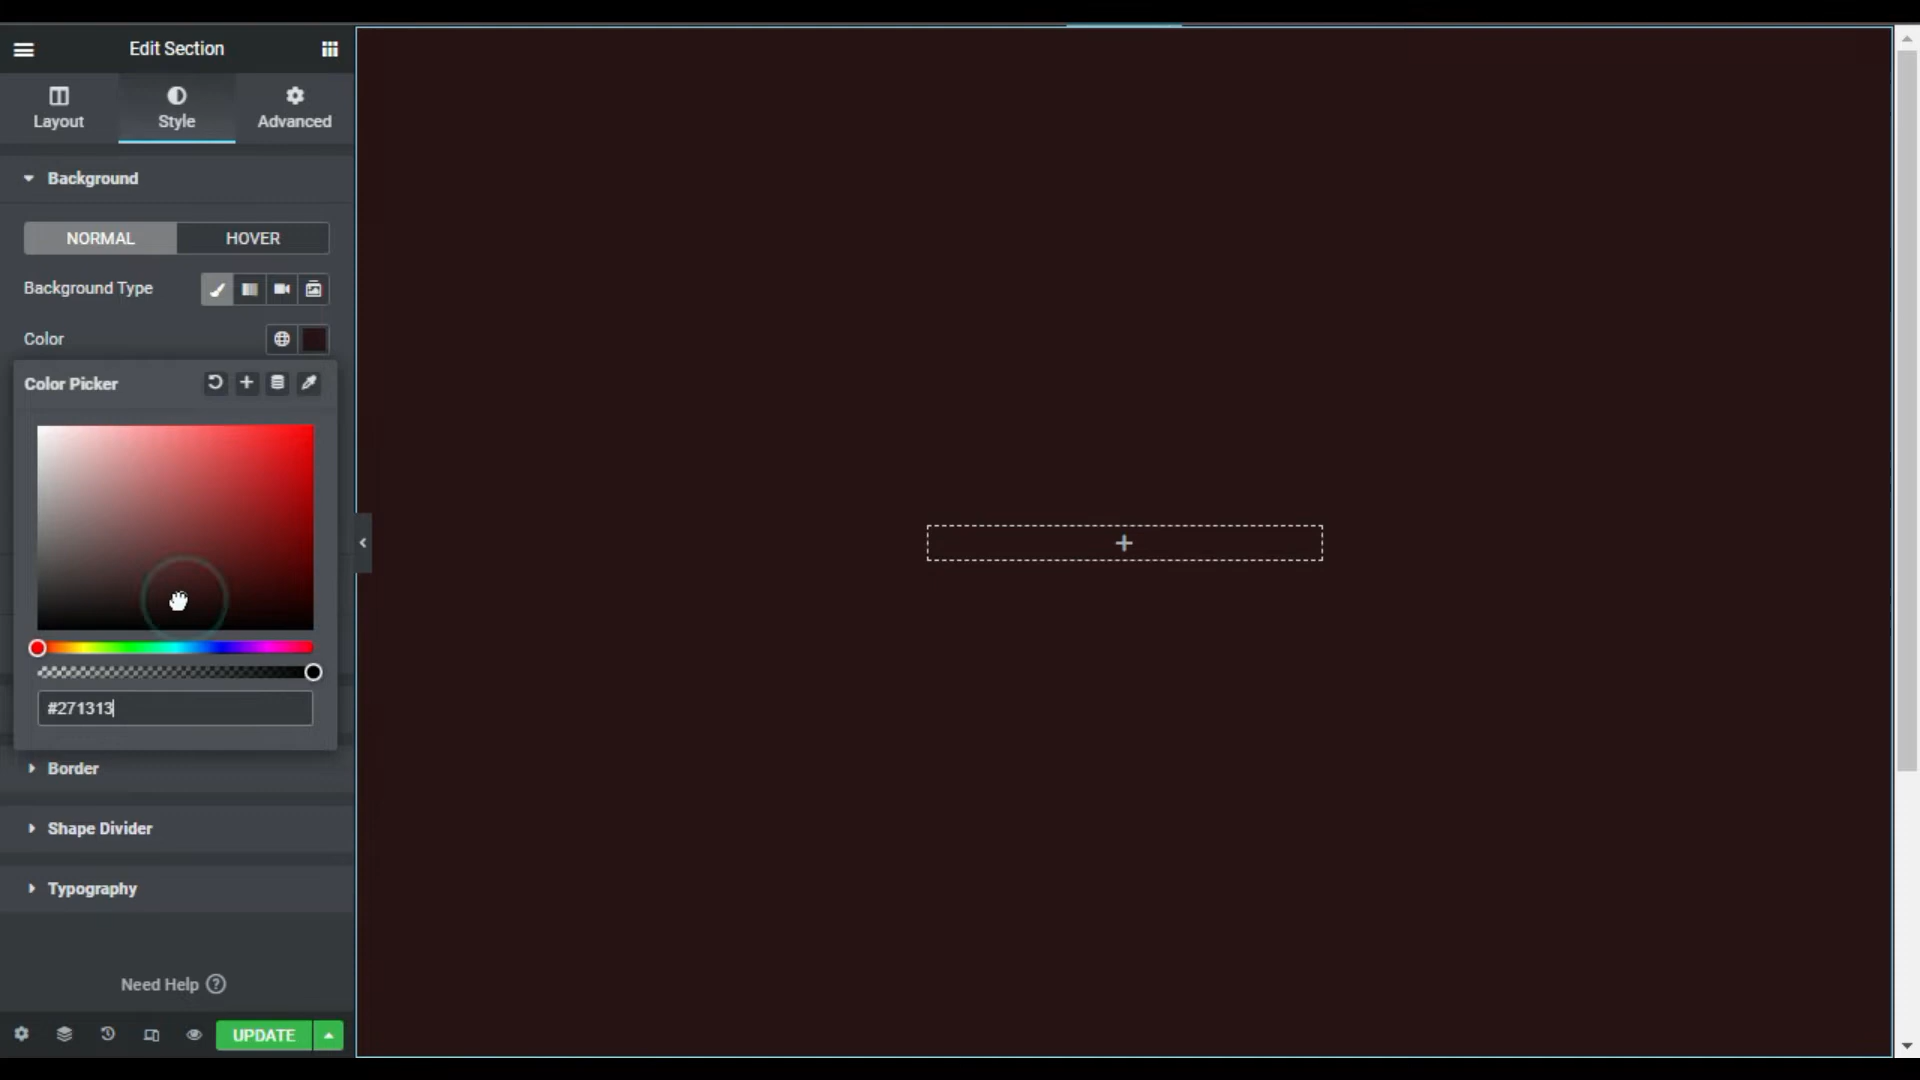 Edit Section
Layout
Style
Advanced
Background
NORMAL
HOVER
Background Type
Color
Color Picker
#271313
Border
Shape Divider
Typography
Need Help
UPDATE